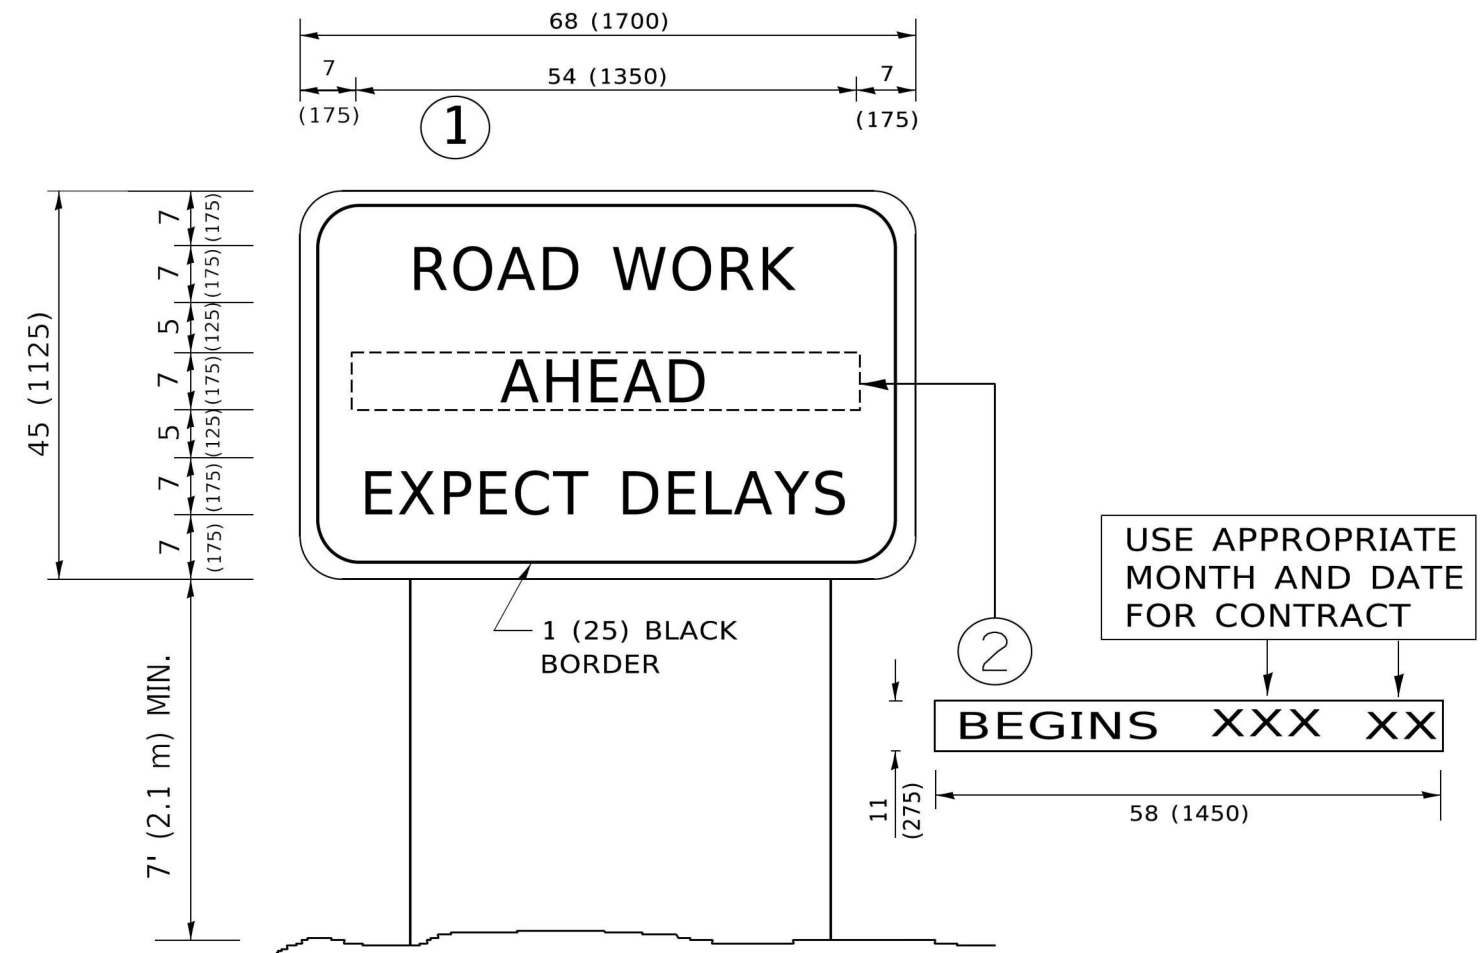 68 (1700)
7
54 (1350)
7
(175)
(175)
1
7
(175)
7
(175)
5
(125)
7
(175)
5
(125)
7
(175)
7
(175)
45 (1125)
ROAD WORK
AHEAD
EXPECT DELAYS
1 (25) BLACK
BORDER
7' (2.1 m) MIN.
2
USE APPROPRIATE
MONTH AND DATE
FOR CONTRACT
BEGINS XXX XX
11
(275)
58 (1450)